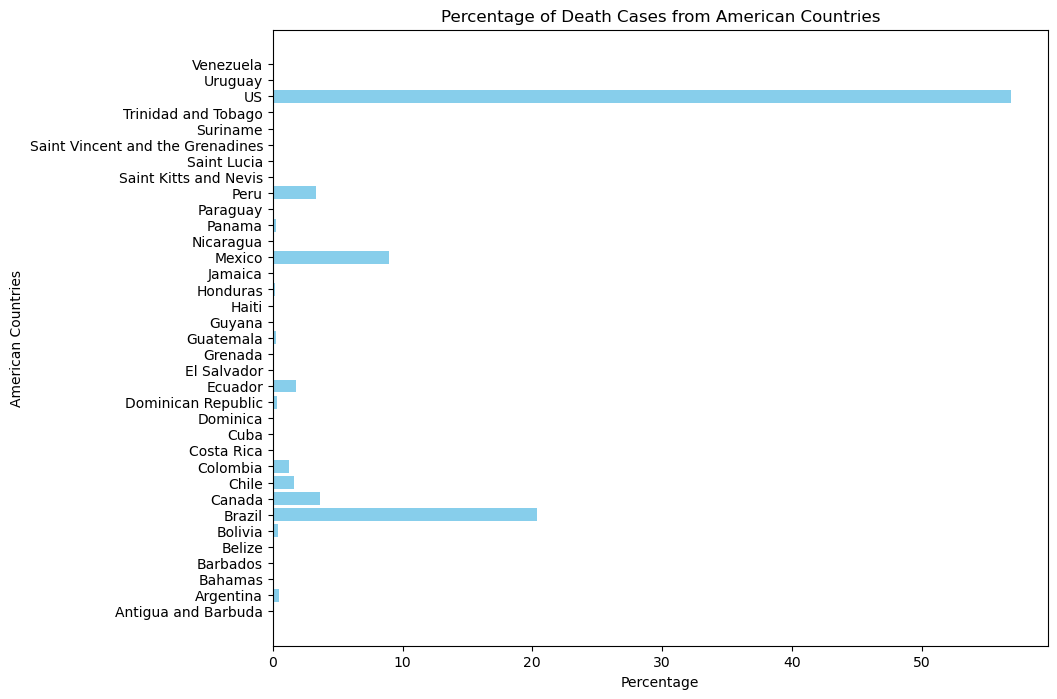 Percentage of Death Cases from American Countries
American Countries
Venezuela
Uruguay
US
Trinidad and Tobago
Suriname
Saint Vincent and the Grenadines
Saint Lucia
Saint Kitts and Nevis
Peru
Paraguay
Panama
Nicaragua
Mexico
Jamaica
Honduras
Haiti
Guyana
Guatemala
Grenada
El Salvador
Ecuador
Dominican Republic
Dominica
Cuba
Costa Rica
Colombia
Chile
Canada
Brazil
Bolivia
Belize
Barbados
Bahamas
Argentina
Antigua and Barbuda
0 10 20 30 40 50
Percentage